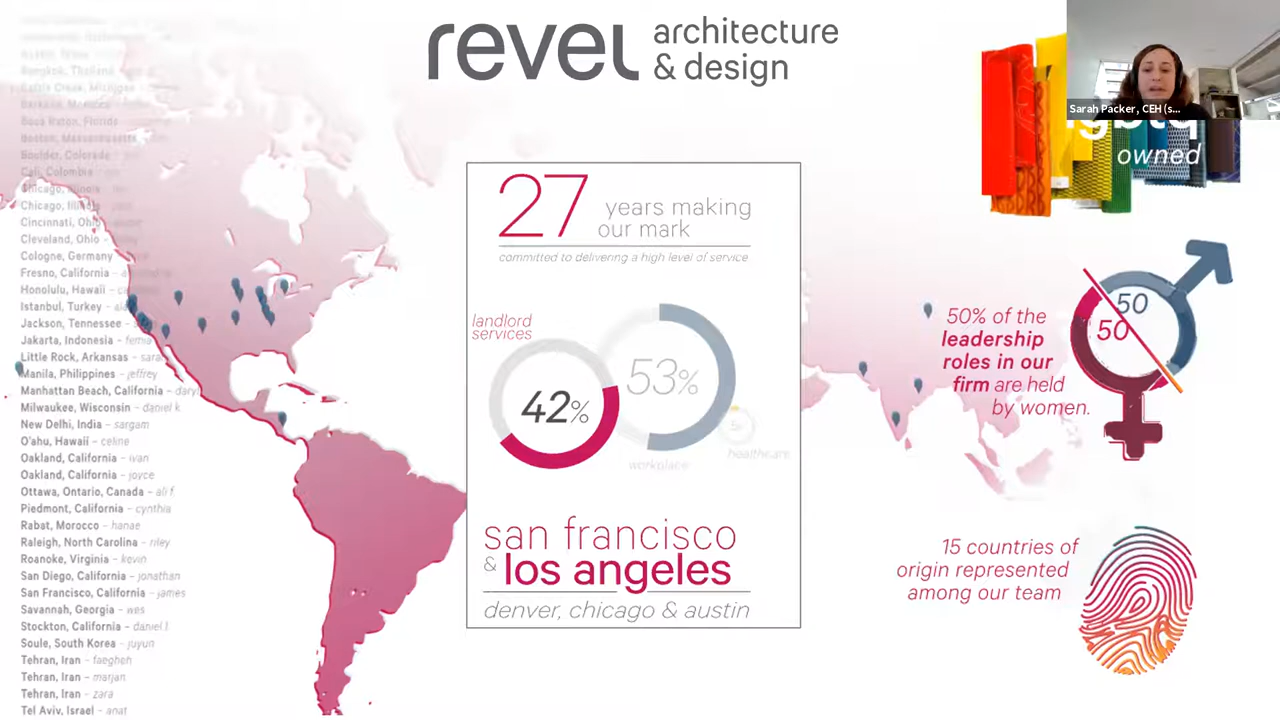 revel architecture
& design
Sarah Packer, CEH (s...
owned
27 years making
our mark
committed to delivering a high level of service
landlord
services
42%
53%
workplace
healthcare
san francisco
& los angeles
denver, chicago & austin
50
50
50% of the
leadership
roles in our
firm are held
by women.
15 countries of
origin represented
among our team
Bangkok, Thailand
Battle Creek, Michigan
Boca Raton, Florida
Boston, Massachusetts
Boulder, Colorado
Cali, Colombia
Chicago, Illinois
Chicago, Illinois
Cincinnati, Ohio
Cleveland, Ohio
Cologne, Germany
Fresno, California
Honolulu, Hawaii
Istanbul, Turkey
Jackson, Tennessee
Jakarta, Indonesia
Little Rock, Arkansas
Manila, Philippines – jeffrey
Manhattan Beach, California – daryl
Milwaukee, Wisconsin – daniel k
New Delhi, India – sargam
O'ahu, Hawaii – celine
Oakland, California – ivan
Oakland, California – joyce
Ottawa, Ontario, Canada – ali f
Piedmont, California – cynthia
Rabat, Morocco – hanae
Raleigh, North Carolina – riley
Roanoke, Virginia – kevin
San Diego, California – jonathan
San Francisco, California – james
Savannah, Georgia – wes
Stockton, California – daniel l
Soule, South Korea – juyun
Tehran, Iran – faegheh
Tehran, Iran – marjan
Tehran, Iran – zara
Tel Aviv, Israel – anat